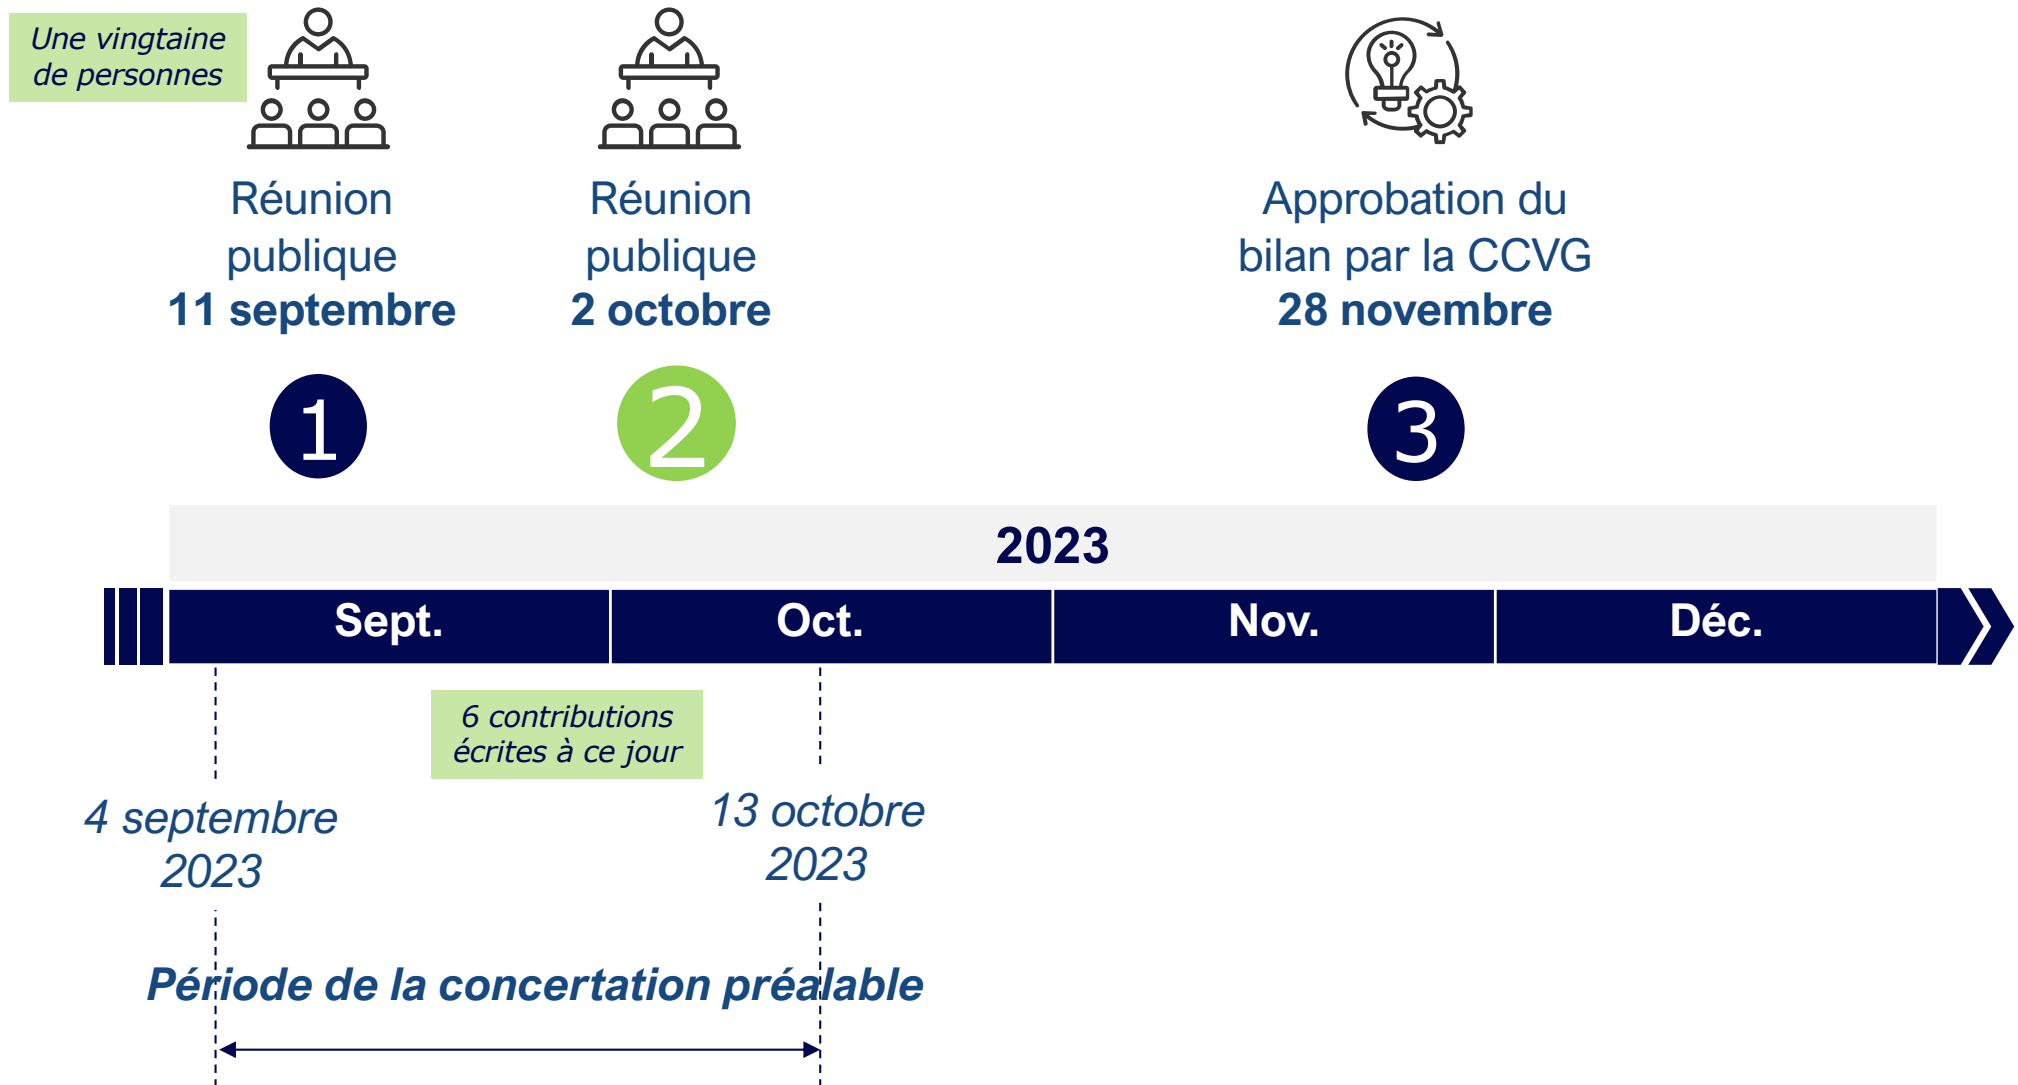 Une vingtaine
de personnes
Réunion
publique
11 septembre
Réunion
publique
2 octobre
Approbation du
bilan par la CCVG
28 novembre
1
2
3
2023
Sept.
Oct.
Nov.
Déc.
6 contributions
écrites à ce jour
4 septembre
2023
13 octobre
2023
Période de la concertation préalable